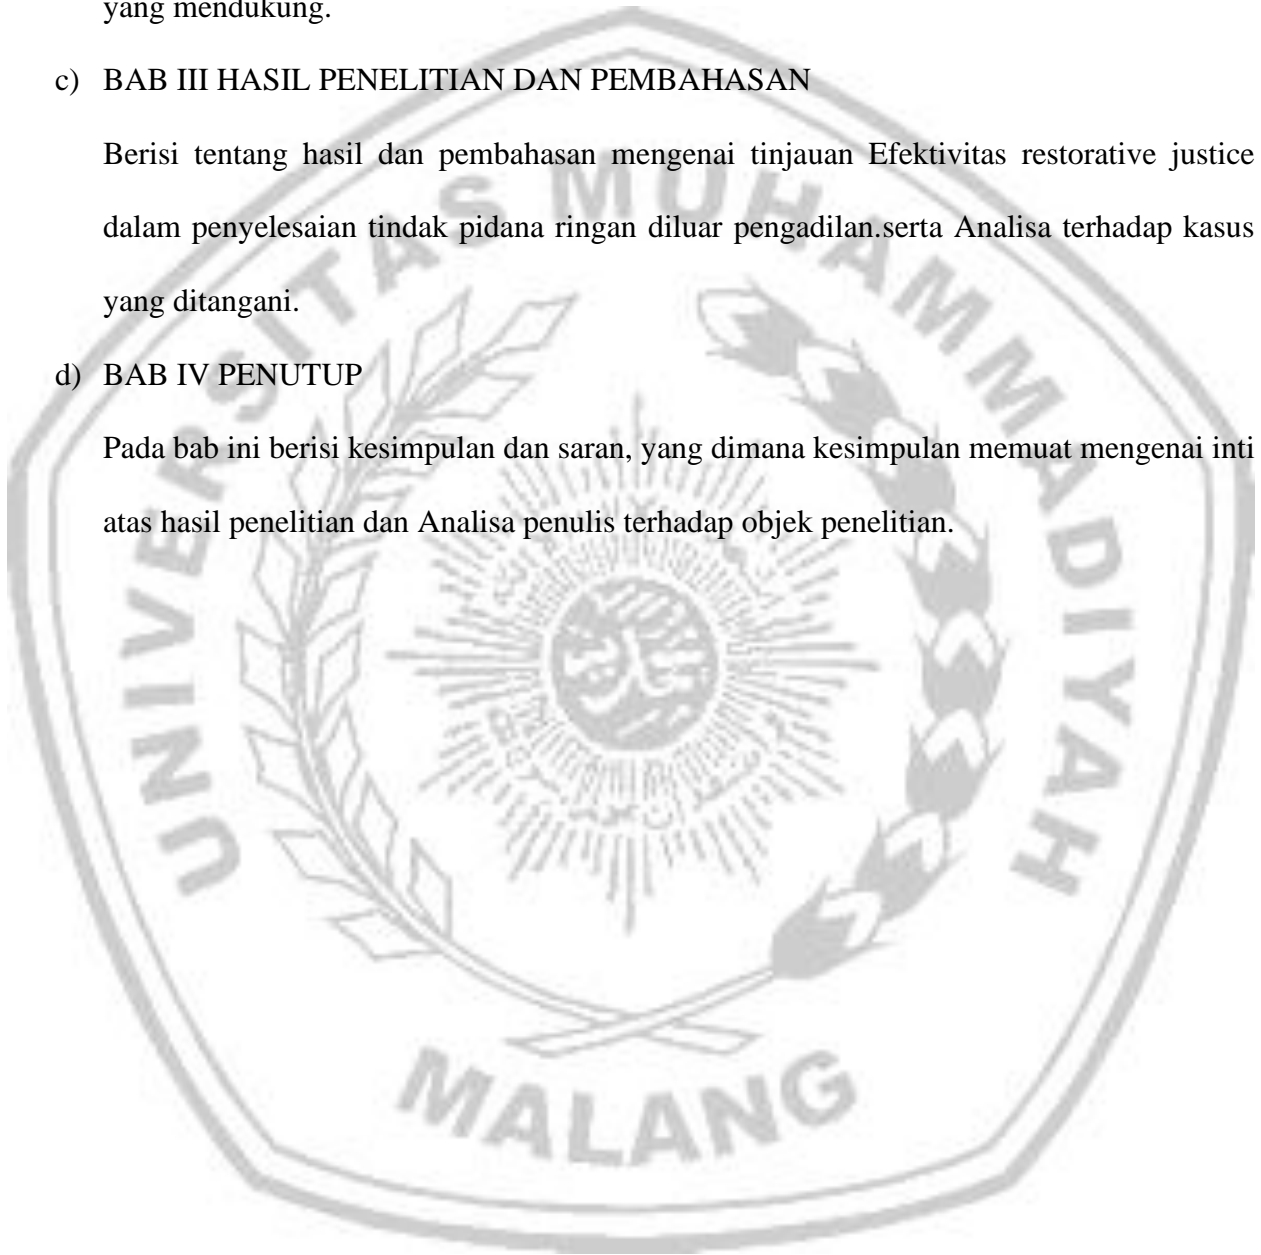 yang mendukung.
c) BAB III HASIL PENELITIAN DAN PEMBAHASAN
Berisi tentang hasil dan pembahasan mengenai tinjauan Efektivitas restorative justice
dalam penyelesaian tindak pidana ringan diluar pengadilan.serta Analisa terhadap kasus
yang ditangani.
d) BAB IV PENUTUP
Pada bab ini berisi kesimpulan dan saran, yang dimana kesimpulan memuat mengenai inti
atas hasil penelitian dan Analisa penulis terhadap objek penelitian.
UNIVERSITAS MUHAMMADIYAH
MALANG